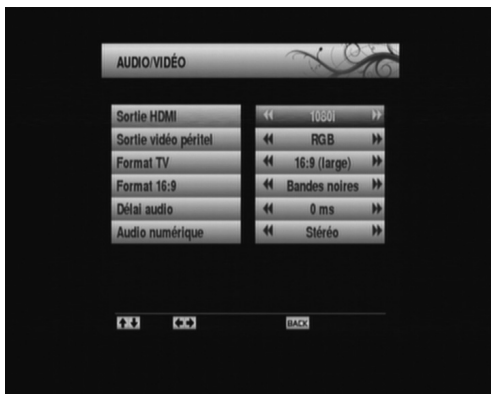 AUDIO/VIDÉO
Sortie HDMI 1080I
Sortie vidéo péritel RGB
Format TV 16:9 (large)
Format 16:9 Bandes noires
Délai audio 0 ms
Audio numérique Stéréo
BACK